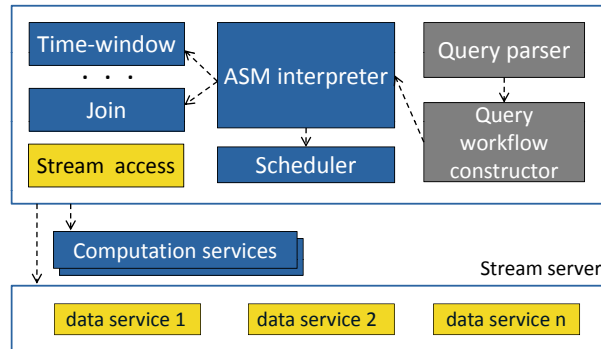 Time-window
. . .
Join
Stream access
ASM interpreter
Scheduler
Query parser
Query
workflow
constructor
Computation services
Stream server
data service 1
data service 2
data service n